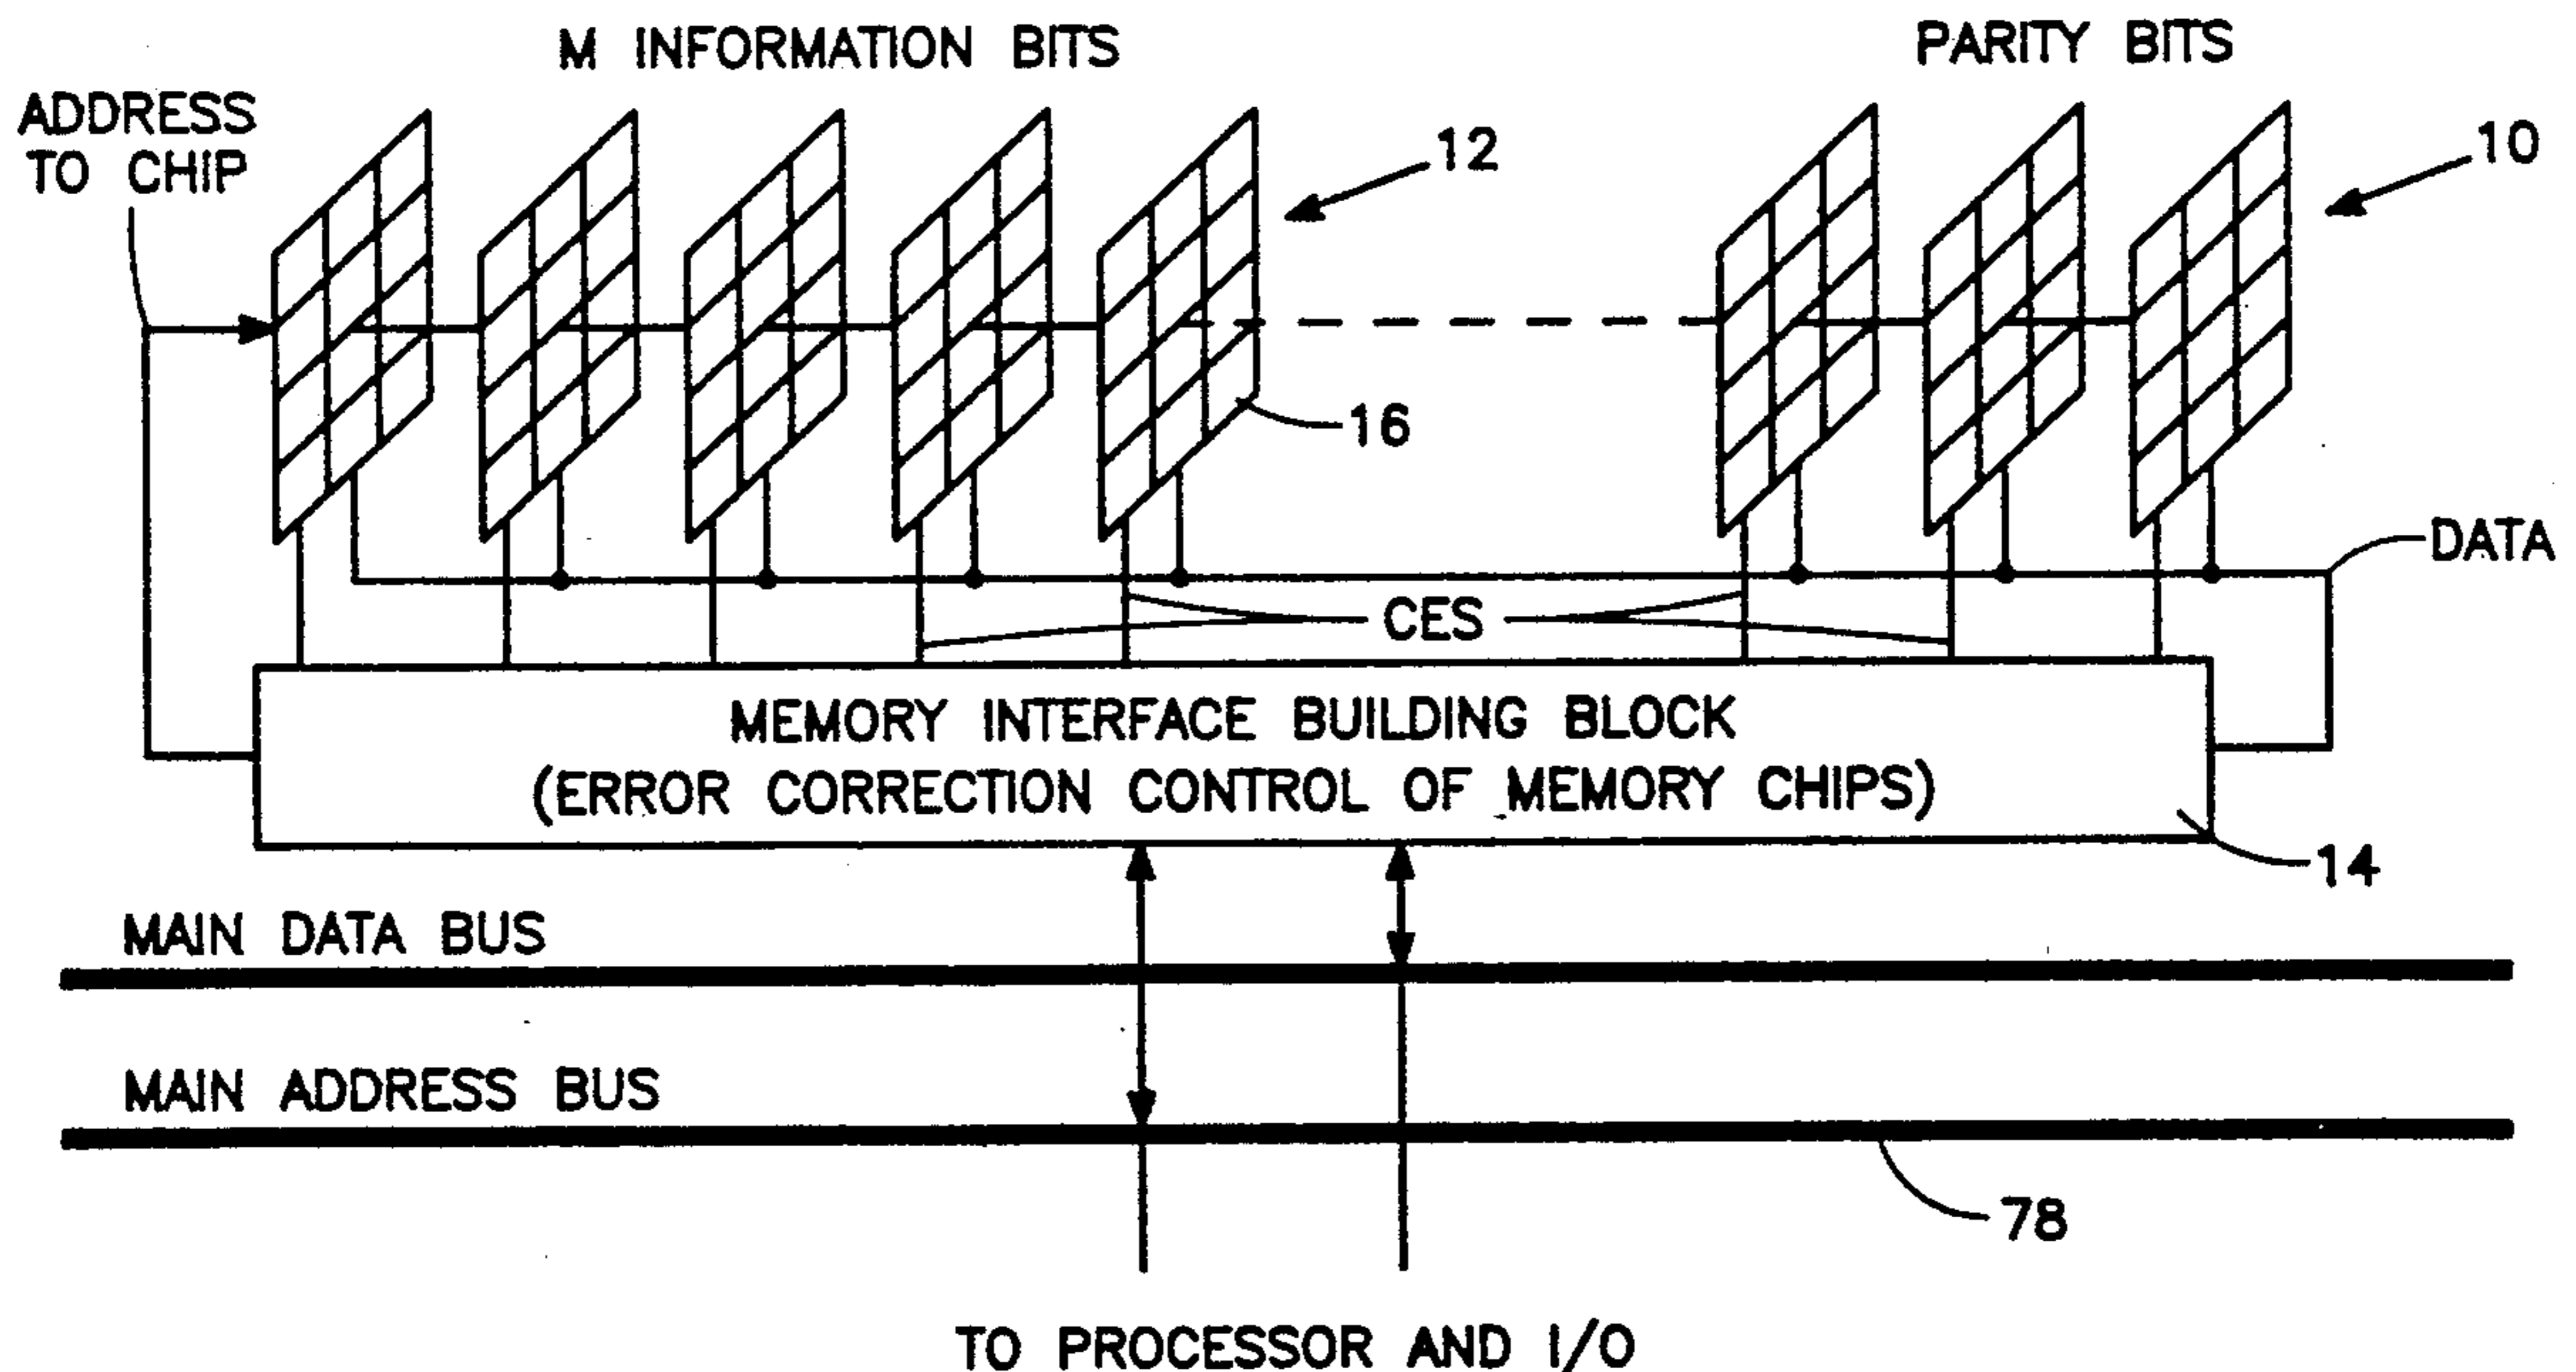 M INFORMATION BITS
PARITY BITS
ADDRESS
TO CHIP
12
10
16
DATA
CES
MEMORY INTERFACE BUILDING BLOCK
(ERROR CORRECTION CONTROL OF MEMORY CHIPS)
14
MAIN DATA BUS
MAIN ADDRESS BUS
78
TO PROCESSOR AND I/O